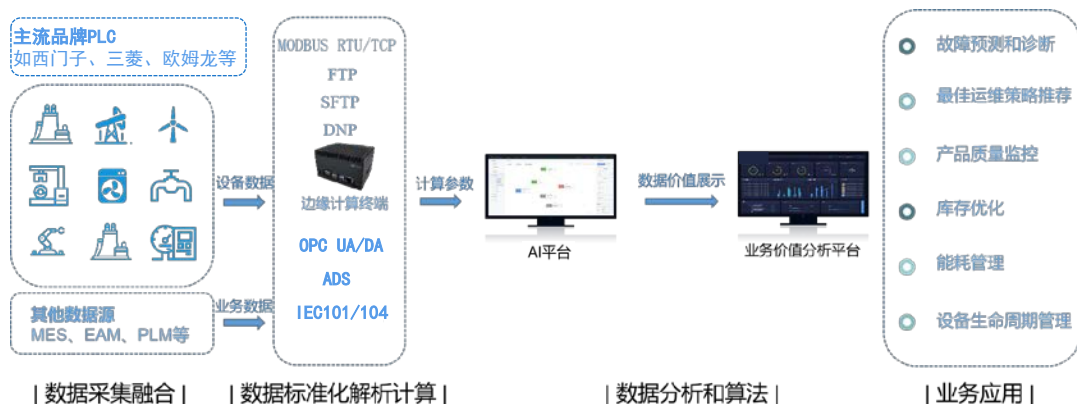 主流品牌PLC
如西门子、三菱、欧姆龙等
设备数据
其他数据源
MES、EAM、PLM等
业务数据
MODBUS RTU/TCP
FTP
SFTP
DNP
边缘计算终端
OPC UA/DA
ADS
IEC101/104
计算参数
AI平台
数据价值展示
业务价值分析平台
故障预测和诊断
最佳运维策略推荐
产品质量监控
库存优化
能耗管理
设备生命周期管理
| 数据采集融合 |
| 数据标准化解析计算 |
| 数据分析和算法 |
| 业务应用 |